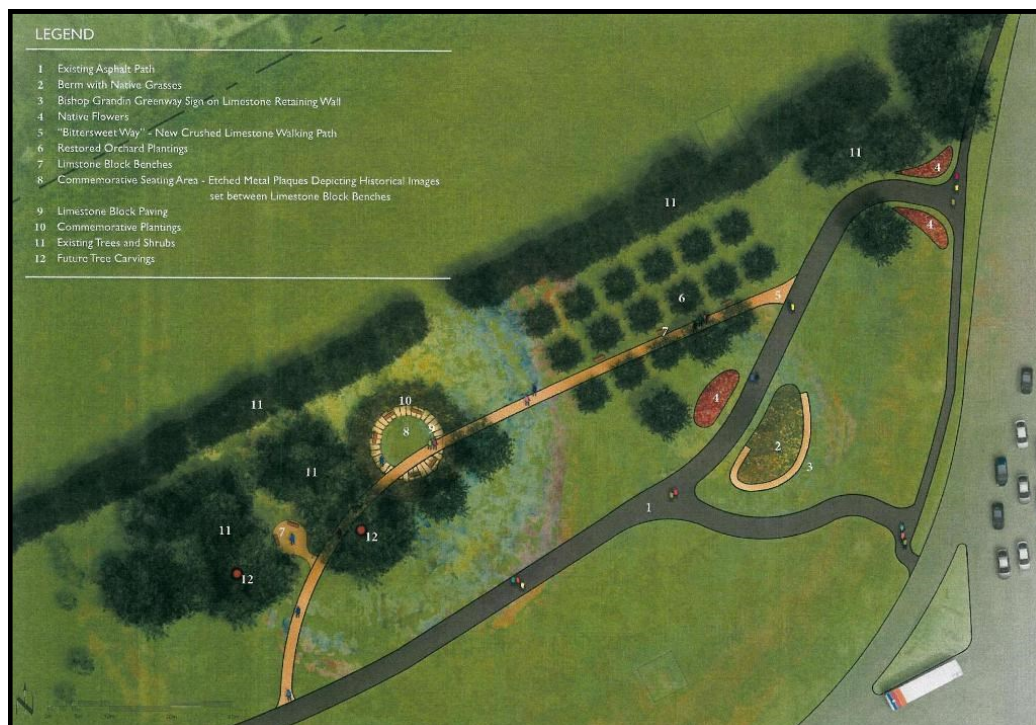 LEGEND
1 Existing Asphalt Path
2 Berm with Native Grasses
3 Bishop Grandin Greenway Sign on Limestone Retaining Wall
4 Native Flowers
5 "Bittersweet Way" - New Crushed Limestone Walking Path
6 Restored Orchard Plantings
7 Limstone Block Benches
8 Commemorative Seating Area - Etched Metal Plaques Depicting Historical Images
set between Limestone Block Benches
9 Limestone Block Paving
10 Commemorative Plantings
11 Existing Trees and Shrubs
12 Future Tree Carvings
11
4
11
4
6
5
7
11
10
4
9
8
2
11
3
1
11
7
12
12
N